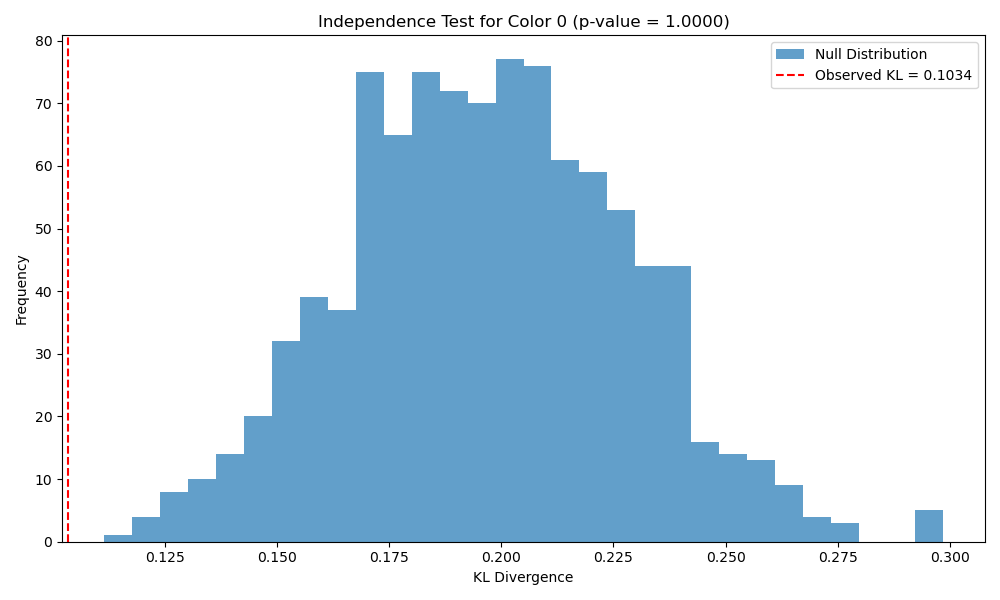 Independence Test for Color 0 (p-value = 1.0000)
Null Distribution
Observed KL = 0.1034
80
70
60
50
40
30
20
10
0
Frequency
0.125 0.150 0.175 0.200 0.225 0.250 0.275 0.300
KL Divergence